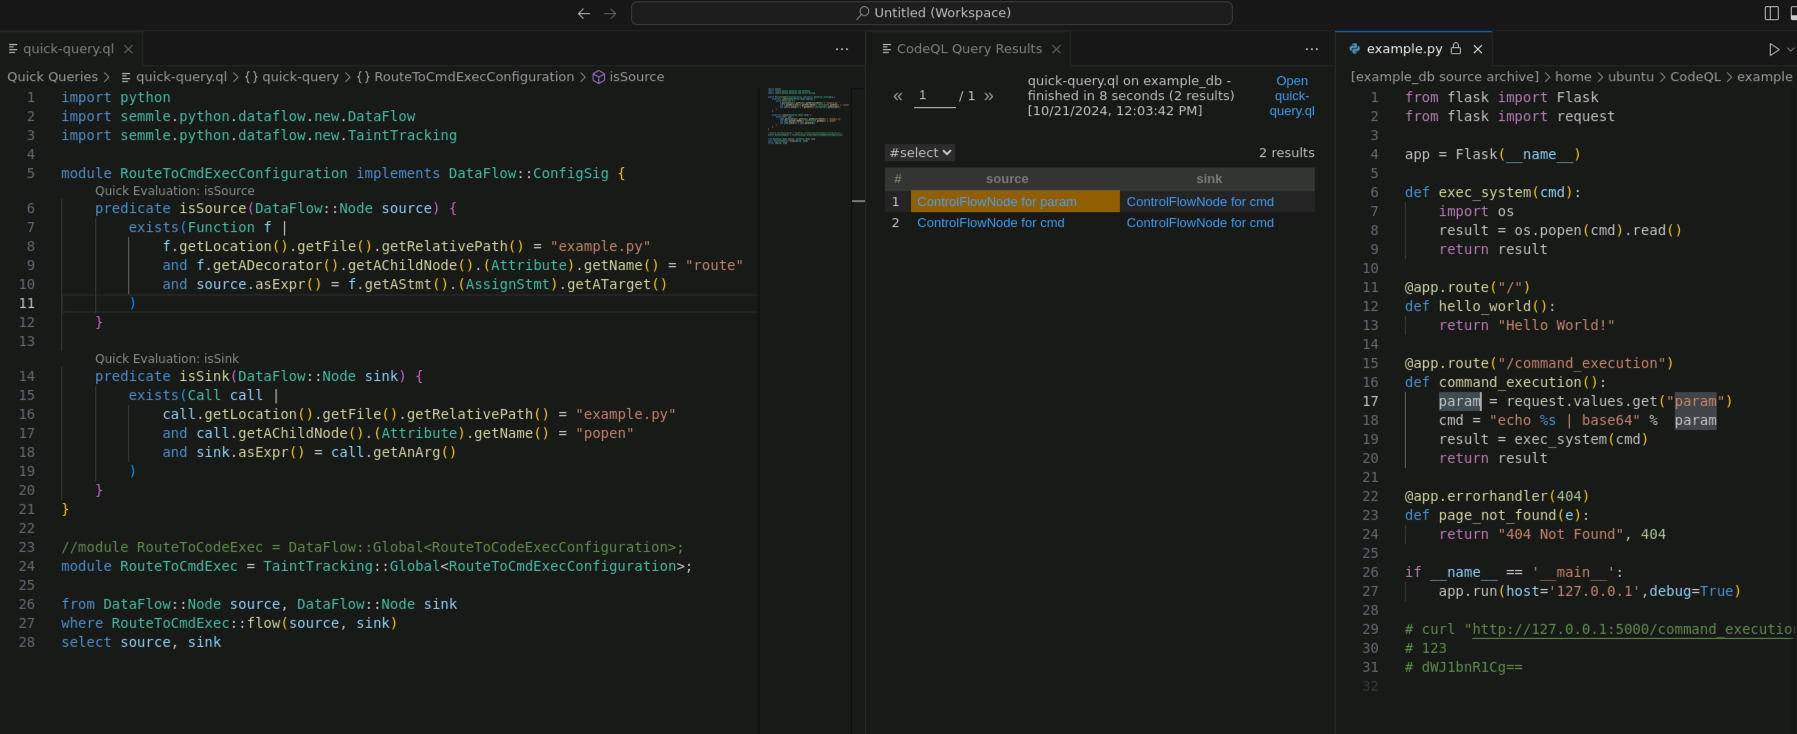 Untitled (Workspace)
quick-query.ql
Quick Queries > quick-query.ql > {} quick-query > {} RouteToCmdExecConfiguration > isSource
1 import python
2 import semmle.python.dataflow.new.DataFlow
3 import semmle.python.dataflow.new.TaintTracking
4
5 module RouteToCmdExecConfiguration implements DataFlow::ConfigSig {
Quick Evaluation: isSource
6 predicate isSource(DataFlow::Node source) {
7 exists(Function f |
8 f.getLocation().getFile().getRelativePath() = "example.py"
9 and f.getADecorator().getAChildNode().(Attribute).getName() = "route"
10 and source.asExpr() = f.getAStmt().(AssignStmt).getATarget()
11 )
12 }
13
Quick Evaluation: isSink
14 predicate isSink(DataFlow::Node sink) {
15 exists(Call call |
16 call.getLocation().getFile().getRelativePath() = "example.py"
17 and call.getAChildNode().(Attribute).getName() = "popen"
18 and sink.asExpr() = call.getAnArg()
19 )
20 }
21 }
22
23 //module RouteToCodeExec = DataFlow::Global<RouteToCodeExecConfiguration>;
24 module RouteToCmdExec = TaintTracking::Global<RouteToCmdExecConfiguration>;
25
26 from DataFlow::Node source, DataFlow::Node sink
27 where RouteToCmdExec::flow(source, sink)
28 select source, sink
CodeQL Query Results
« 1 / 1 »
quick-query.ql on example_db -
finished in 8 seconds (2 results)
[10/21/2024, 12:03:42 PM]
Open
quick-
query.ql
#select
2 results
# source sink
1 ControlFlowNode for param ControlFlowNode for cmd
2 ControlFlowNode for cmd ControlFlowNode for cmd
example.py
[example_db source archive] > home > ubuntu > CodeQL > example
1 from flask import Flask
2 from flask import request
3
4 app = Flask(__name__)
5
6 def exec_system(cmd):
7 import os
8 result = os.popen(cmd).read()
9 return result
10
11 @app.route("/")
12 def hello_world():
13 return "Hello World!"
14
15 @app.route("/command_execution")
16 def command_execution():
17 param = request.values.get("param")
18 cmd = "echo %s | base64" %  param
19 result = exec_system(cmd)
20 return result
21
22 @app.errorhandler(404)
23 def page_not_found(e):
24 return "404 Not Found", 404
25
26 if __name__ == '__main__':
27 app.run(host='127.0.0.1',debug=True)
28
29 # curl "http://127.0.0.1:5000/command_executio
30 # 123
31 # dWJ1bnR1Cg==
32